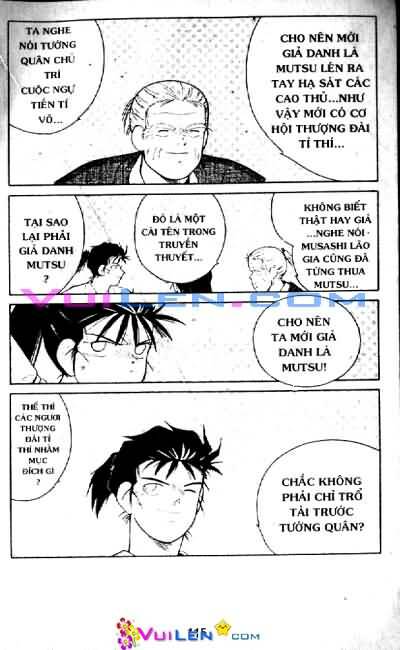 TA NGHE
NÓI TƯỚNG
QUÂN CHỦ
TRÌ
CUỘC NGỰ
TIỀN TỈ
VÕ...
CHO NÊN MỚI
GIẢ DANH LÀ
MUTSU LÊN RA
TAY HẠ SÁT CÁC
CAO THỦ...NHƯ
VẬY MỚI CÓ CƠ
HỘI THƯỢNG ĐÀI
TỈ THÍ...
TẠI SAO
LẠI PHẢI
GIẢ DANH
MUTSU ?
ĐÓ LÀ MỘT
CÁI TÊN TRONG
TRUYỀN
THUYẾT...
KHÔNG BIẾT
THẬT HAY GIẢ
...NGHE NÓI
MUSASHI LÃO
GIA CŨNG ĐÃ
TỪNG THUA
MUTSU...
VUILEN.COM
CHO NÊN
TA MỚI GIẢ
DANH LÀ
MUTSU!
THẾ THÌ
CÁC NGƯƠI
THƯỢNG
ĐÀI TỈ
THÍ NHẰM
MỤC
ĐÍCH GÌ
?
CHẮC KHÔNG
PHẢI CHỈ TRỔ
TÀI TRƯỚC
TƯỚNG QUÂN?
VUILEN.COM